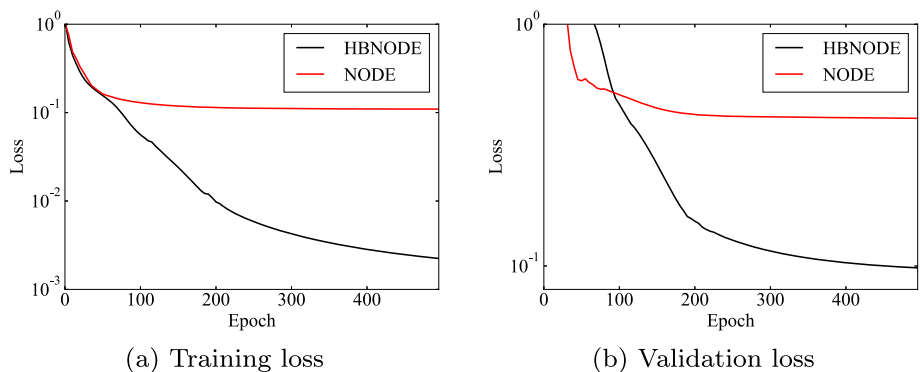 10^0
10^-1
10^-2
10^-3
Loss
0 100 200 300 400
Epoch
HBNODE
NODE
(a) Training loss
10^0
10^-1
Loss
0 100 200 300 400
Epoch
HBNODE
NODE
(b) Validation loss